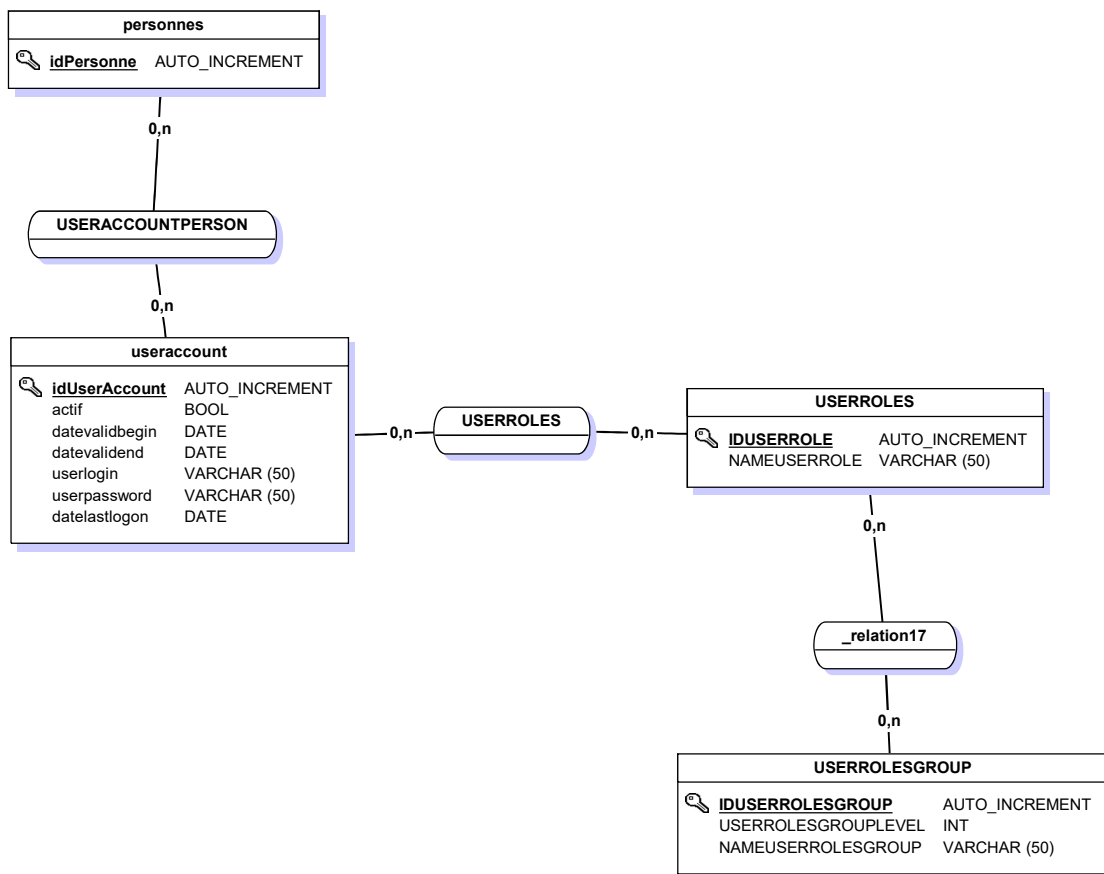 personnes
idPersonne AUTO_INCREMENT
0,n
USERACCOUNTPERSON
0,n
useraccount
idUserAccount AUTO_INCREMENT
actif BOOL
datevalidbegin DATE
datevalidend DATE
userlogin VARCHAR (50)
userpassword VARCHAR (50)
datelastlogon DATE
0,n
USERROLES
0,n
USERROLES
IDUSERROLE AUTO_INCREMENT
NAMEUSERROLE VARCHAR (50)
0,n
_relation17
0,n
USERROLESGROUP
IDUSERROLESGROUP AUTO_INCREMENT
USERROLESGROUPLEVEL INT
NAMEUSERROLESGROUP VARCHAR (50)